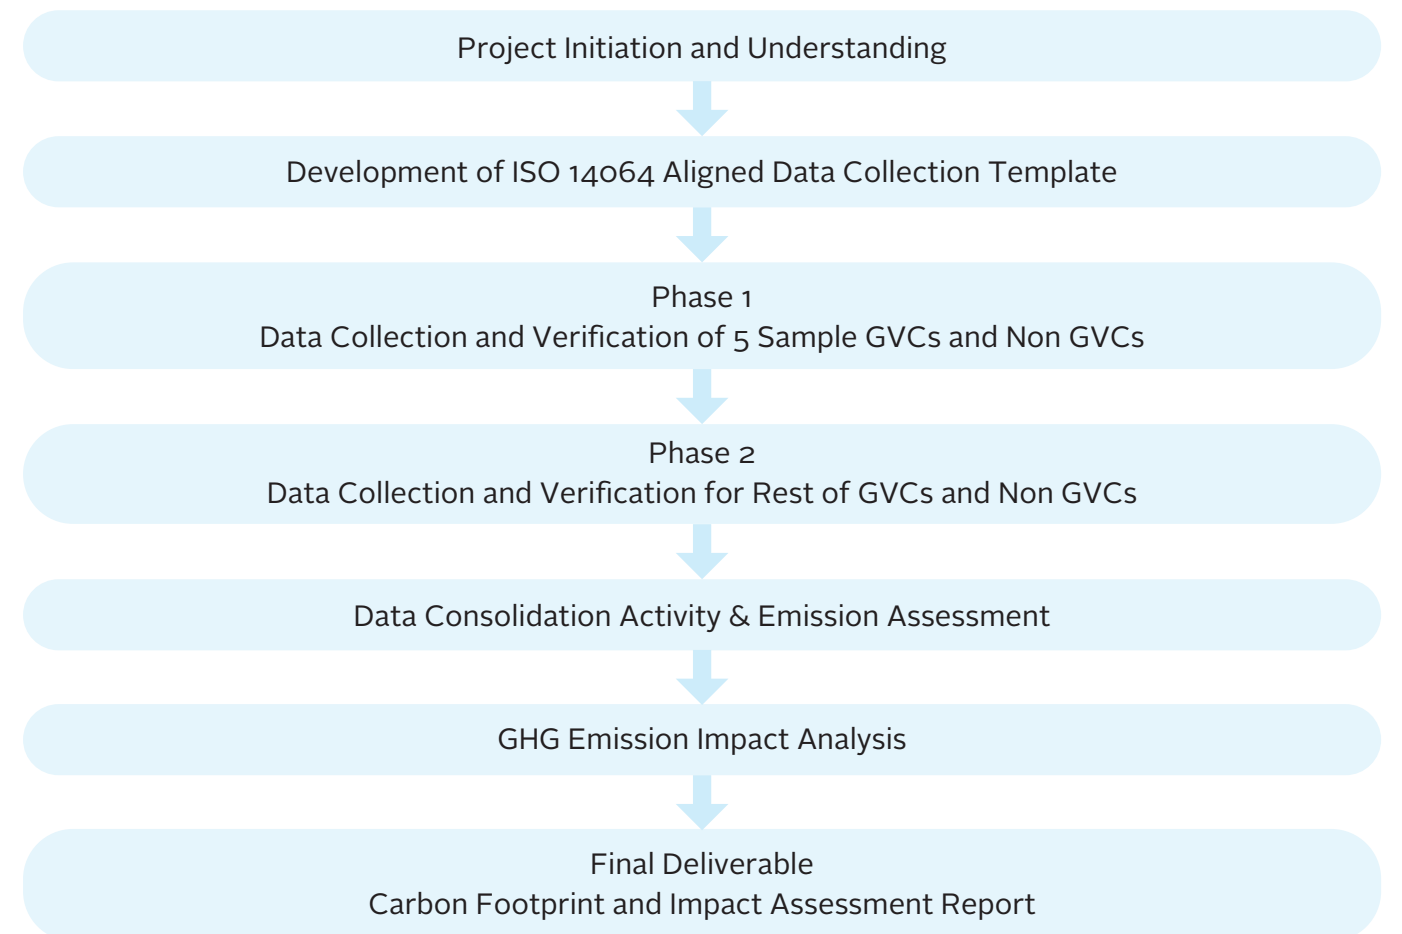 Project Initiation and Understanding
Development of ISO 14064 Aligned Data Collection Template
Phase 1
Data Collection and Verification of 5 Sample GVCs and Non GVCs
Phase 2
Data Collection and Verification for Rest of GVCs and Non GVCs
Data Consolidation Activity & Emission Assessment
GHG Emission Impact Analysis
Final Deliverable
Carbon Footprint and Impact Assessment Report